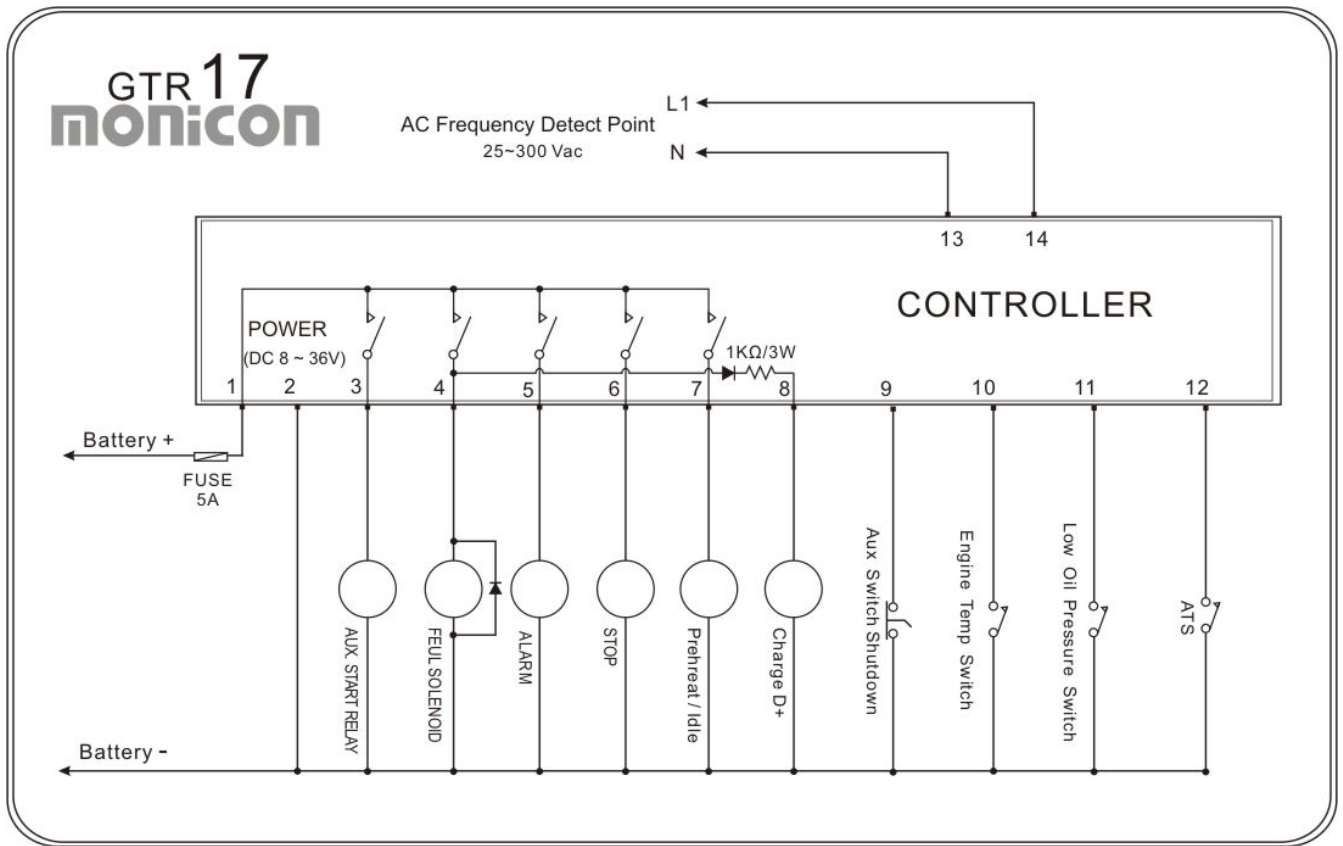 GTR 17
monicon
L1
AC Frequency Detect Point
25~300 Vac
N
13
14
CONTROLLER
POWER
(DC 8 ~ 36V)
1KΩ/3W
1
2
3
4
5
6
7
8
9
10
11
12
Battery +
FUSE
5A
AUX. START RELAY
FEUL SOLENOID
ALARM
STOP
Prehreat / Idle
Charge D+
Aux Switch Shutdown
Engine Temp Switch
Low Oil Pressure Switch
ATS
Battery -